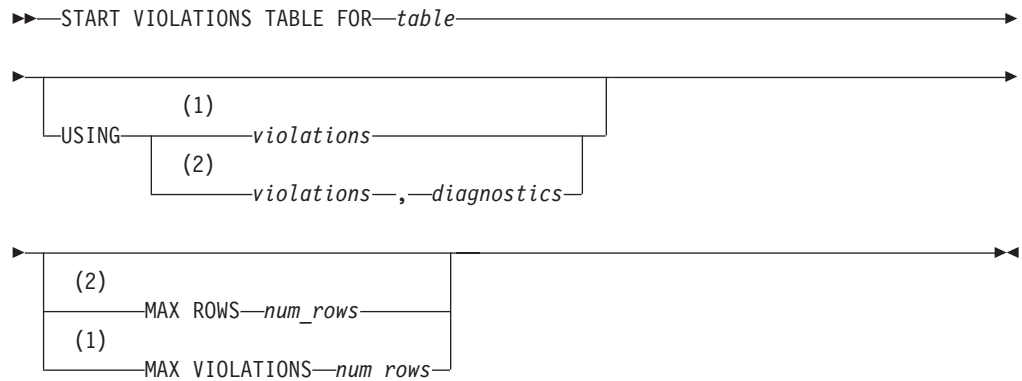 START VIOLATIONS TABLE FOR table
(1)
USING violations
(2)
violations , diagnostics
(2)
MAX ROWS num_rows
(1)
MAX VIOLATIONS num rows